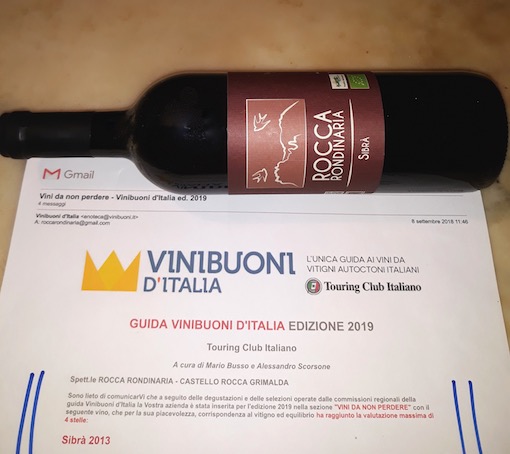 ROCCA
RONDINARIA
SIBRÀ
Gmail
Vini da non perdere - Vinibuoni d'Italia ed. 2019
4 messaggi
Vinibuoni d'Italia <enoteca@vinibuoni.it>
8 settembre 2018 11:46
A: roccarondinaria@gmail.com
VINIBUONI
D'ITALIA
L'UNICA GUIDA AI VINI DA
VITIGNI AUTOCTONI ITALIANI
Touring Club Italiano
GUIDA VINIBUONI D'ITALIA EDIZIONE 2019
Touring Club Italiano
A cura di Mario Busso e Alessandro Scorsone
Spett.le ROCCA RONDINARIA - CASTELLO ROCCA GRIMALDA
Sono lieto di comunicarVi che a seguito delle degustazioni e delle selezioni operate dalle commissioni regionali della
guida Vinibuoni d'Italia la Vostra azienda è stata inserita per l'edizione 2019 nella sezione "VINI DA NON PERDERE" con il
seguente vino, che per la sua piacevolezza, corrispondenza al vitigno ed equilibrio ha raggiunto la valutazione massima di
4 stelle:
Sibrà 2013